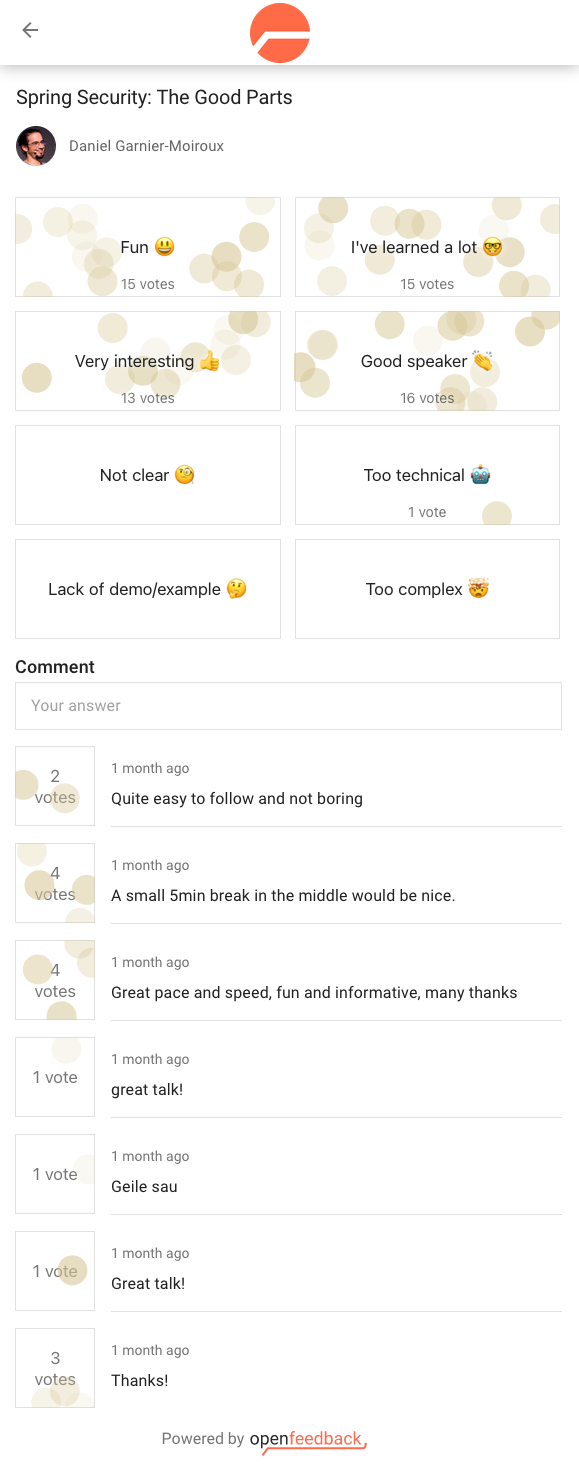 Spring Security: The Good Parts
Daniel Garnier-Moiroux
Fun 😃
15 votes
I've learned a lot 🤓
15 votes
Very interesting 👍
13 votes
Good speaker 👏
16 votes
Not clear 🧐
Too technical 🤖
1 vote
Lack of demo/example 🤔
Too complex 🤯
Comment
Your answer
2
votes
1 month ago
Quite easy to follow and not boring
4
votes
1 month ago
A small 5min break in the middle would be nice.
4
votes
1 month ago
Great pace and speed, fun and informative, many thanks
1 vote
1 month ago
great talk!
1 vote
1 month ago
Geile sau
1 vote
1 month ago
Great talk!
3
votes
1 month ago
Thanks!
Powered by openfeedback